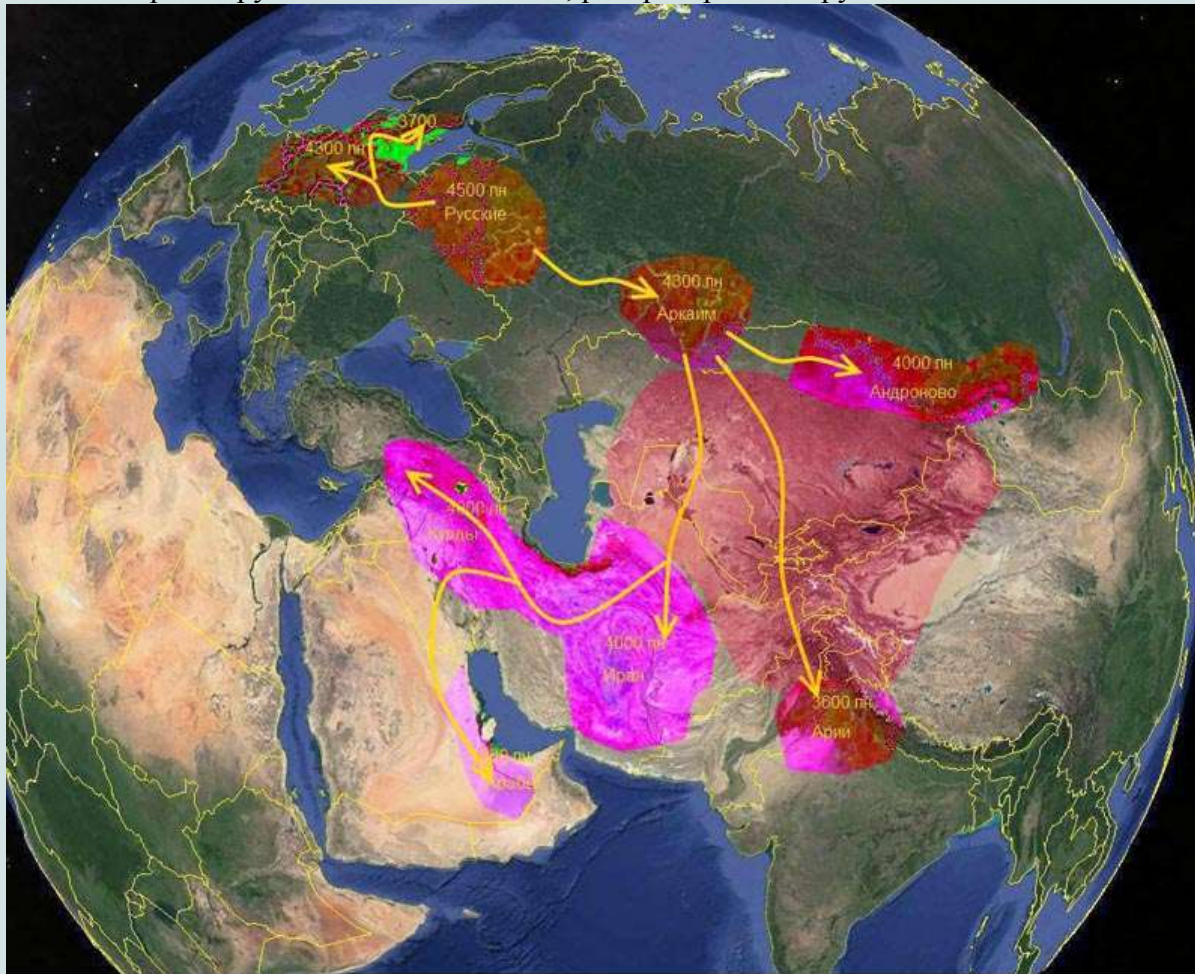 3700
4300 лн
4500 лн
Русские
4300 лн
Аркаим
4000 лн
Андроново
Курды
4000 лн
Иран
3600 лн
Арии